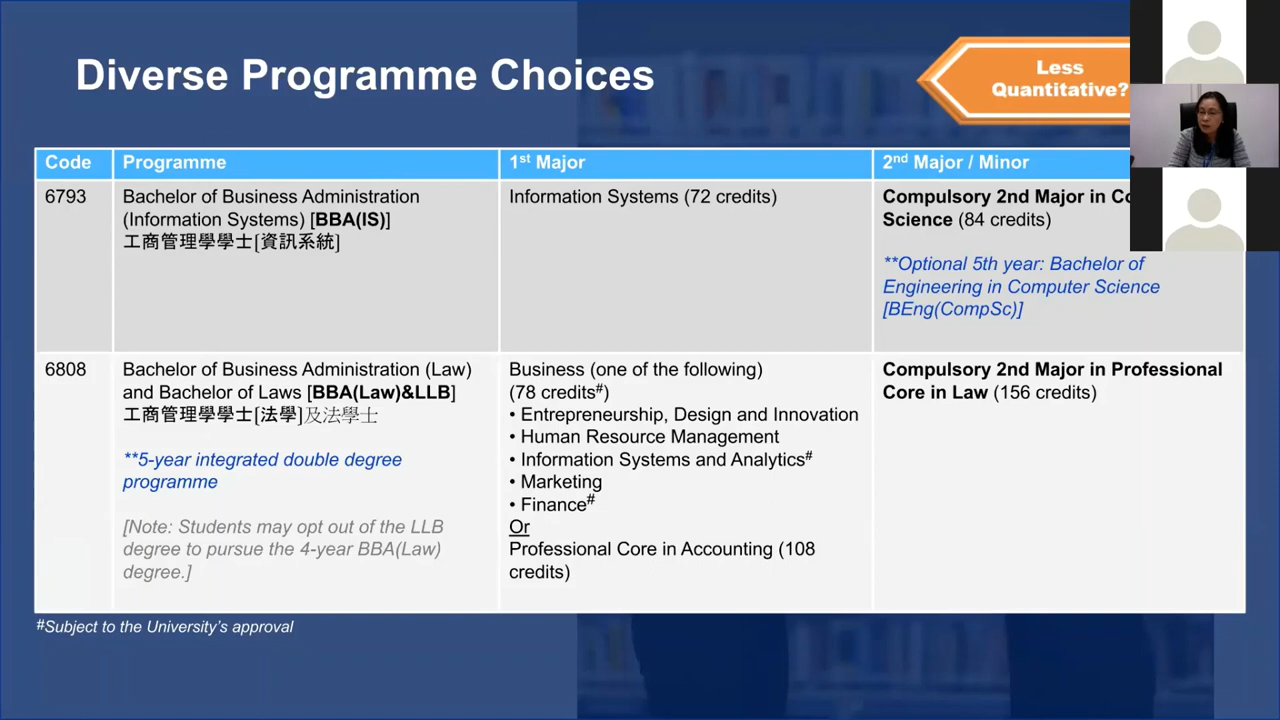 Diverse Programme Choices
Less
Quantitative?
Code
Programme
1st Major
2nd Major / Minor
6793
Bachelor of Business Administration
(Information Systems) [BBA(IS)]
工商管理學學士[資訊系統]
Information Systems (72 credits)
Compulsory 2nd Major in
Science (84 credits)
**Optional 5th year: Bachelor of
Engineering in Computer Science
[BEng(CompSc)]
6808
Bachelor of Business Administration (Law)
and Bachelor of Laws [BBA(Law)&LLB]
工商管理學學士[法學]及法學士
**5-year integrated double degree
programme
[Note: Students may opt out of the LLB
degree to pursue the 4-year BBA(Law)
degree.]
Business (one of the following)
(78 credits#)
• Entrepreneurship, Design and Innovation
• Human Resource Management
• Information Systems and Analytics#
• Marketing
• Finance#
Or
Professional Core in Accounting (108
credits)
Compulsory 2nd Major in Professional
Core in Law (156 credits)
#Subject to the University's approval